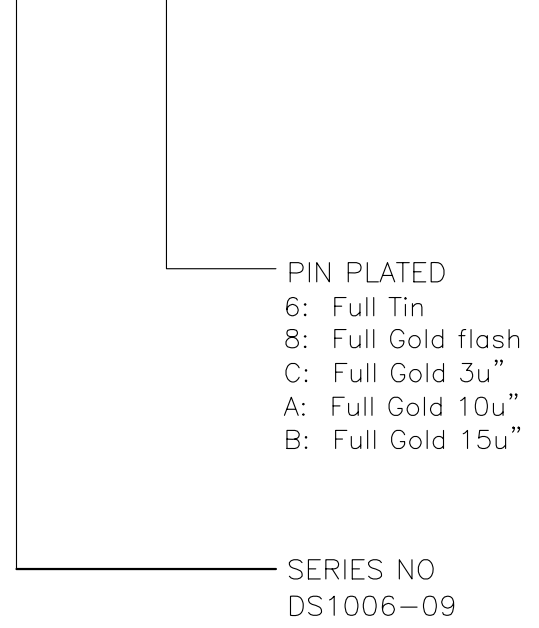 PIN PLATED
6: Full Tin
8: Full Gold flash
C: Full Gold 3u”
A: Full Gold 10u”
B: Full Gold 15u”
SERIES NO
DS1006-09